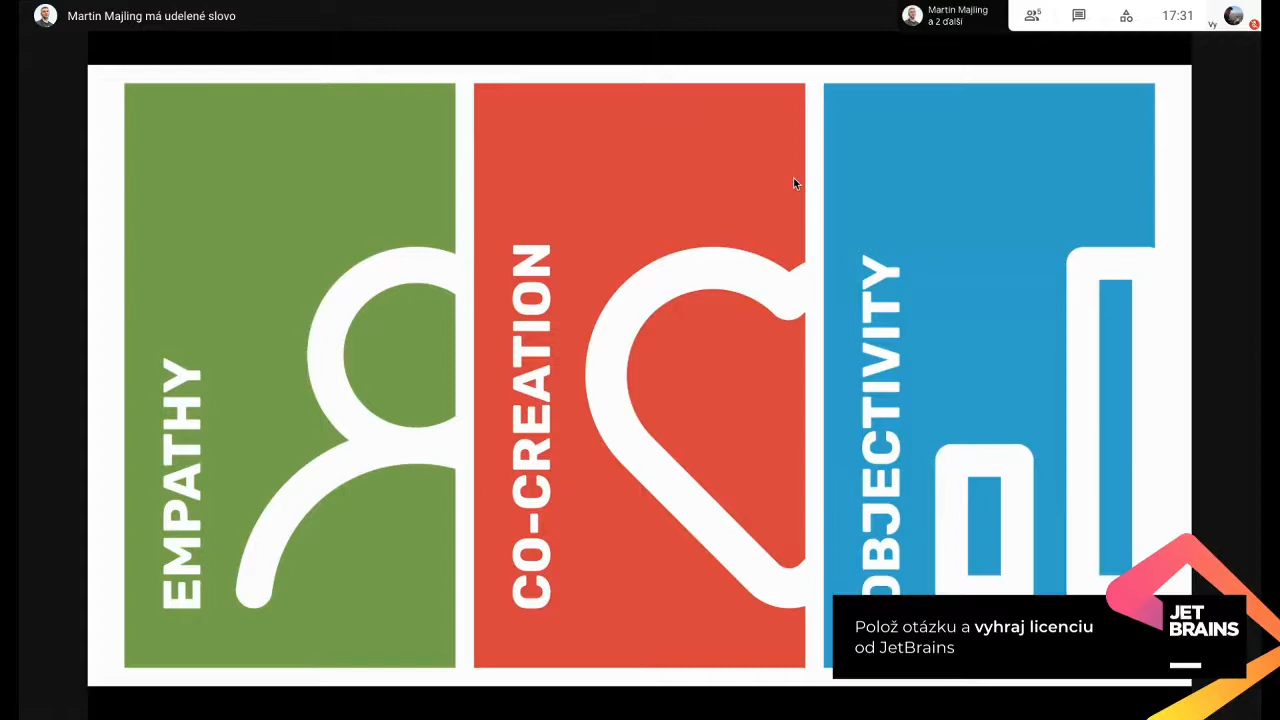 Martin Majling má udelené slovo
Martin Majling
a 2 ďalší
5
17:31
Vy
EMPATHY
CO-CREATION
OBJECTIVITY
Polož otázku a vyhraj licenciu
od JetBrains
JET
BRAINS